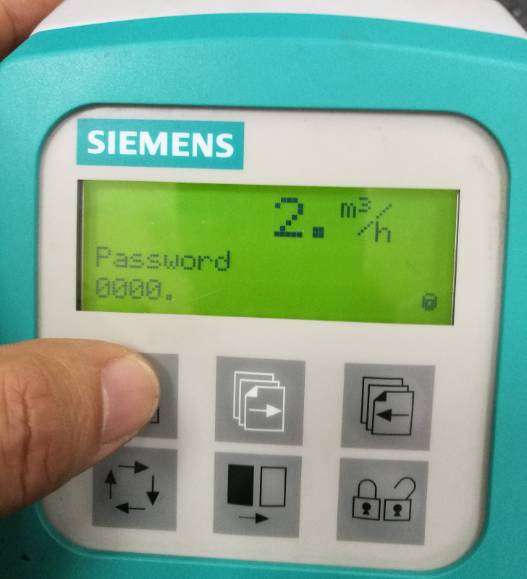 SIEMENS
2. m³/h
Password
0000.